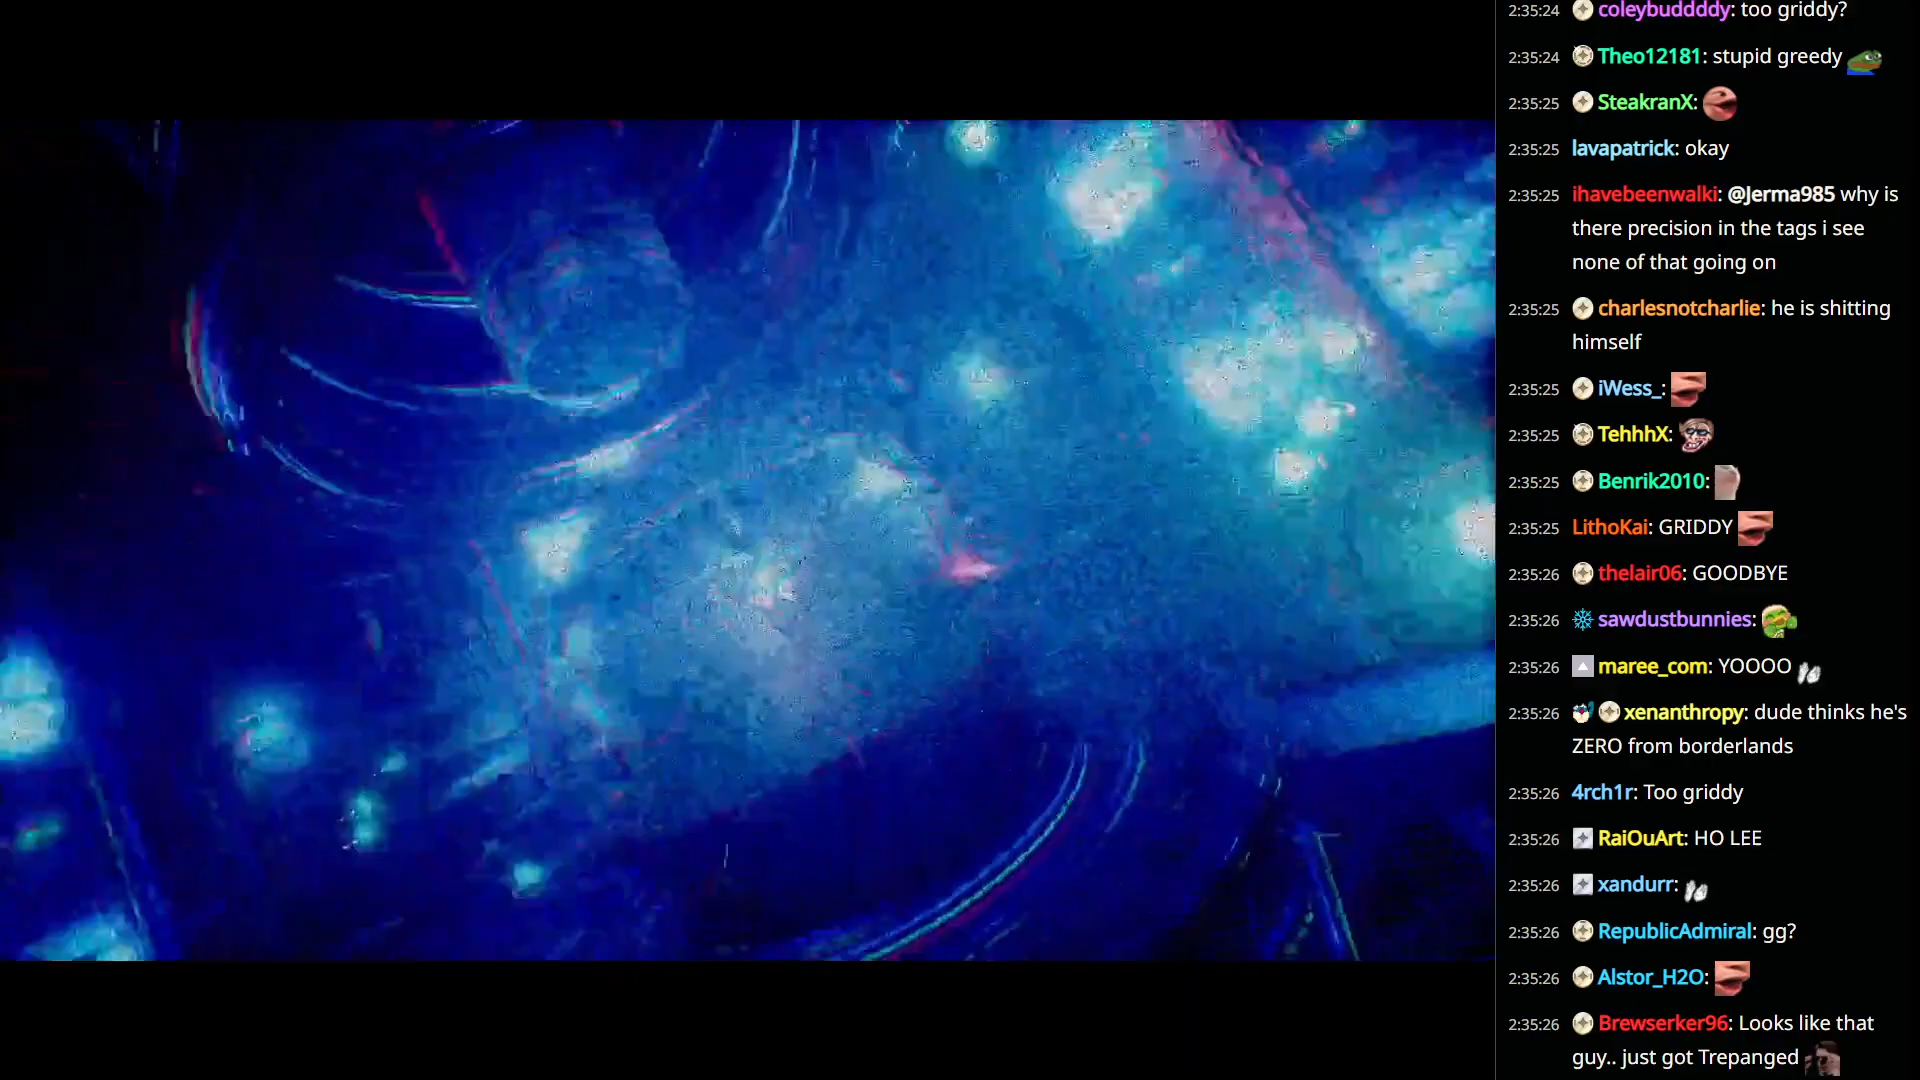 2:35:24 coleybuddddy: too griddy?
2:35:24 Theo12181: stupid greedy
2:35:25 SteakranX:
2:35:25 lavapatrick: okay
2:35:25 ihavebeenwalki: @Jerma985 why is
there precision in the tags i see
none of that going on
2:35:25 charlesnotcharlie: he is shitting
himself
2:35:25 iWess_:
2:35:25 TehhhX:
2:35:25 Benrik2010:
2:35:25 LithoKai: GRIDDY
2:35:26 thelair06: GOODBYE
2:35:26 sawdustbunnies:
2:35:26 maree_com: YOOOO
2:35:26 xenanthropy: dude thinks he's
ZERO from borderlands
2:35:26 4rch1r: Too griddy
2:35:26 RaiOuArt: HO LEE
2:35:26 xandurr:
2:35:26 RepublicAdmiral: gg?
2:35:26 Alstor_H2O:
2:35:26 Brewserker96: Looks like that
guy.. just got Trepanged